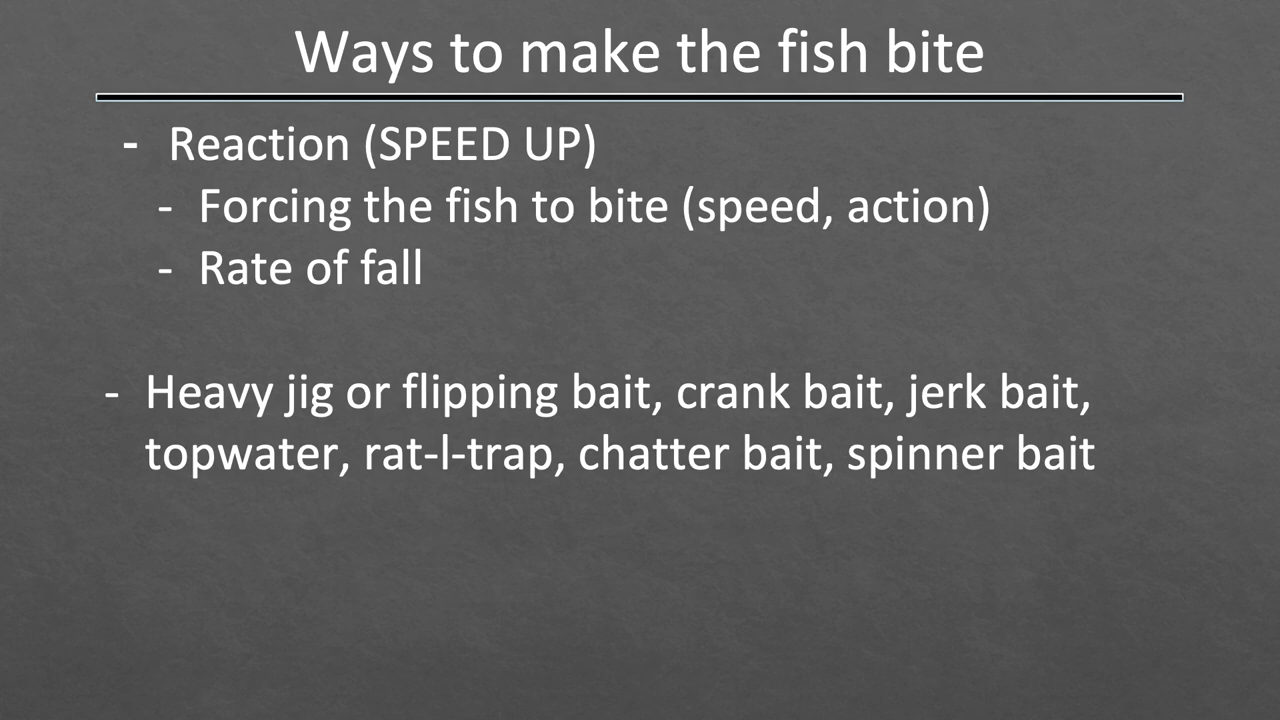 Ways to make the fish bite
- Reaction (SPEED UP)
- Forcing the fish to bite (speed, action)
- Rate of fall
- Heavy jig or flipping bait, crank bait, jerk bait,
topwater, rat-l-trap, chatter bait, spinner bait